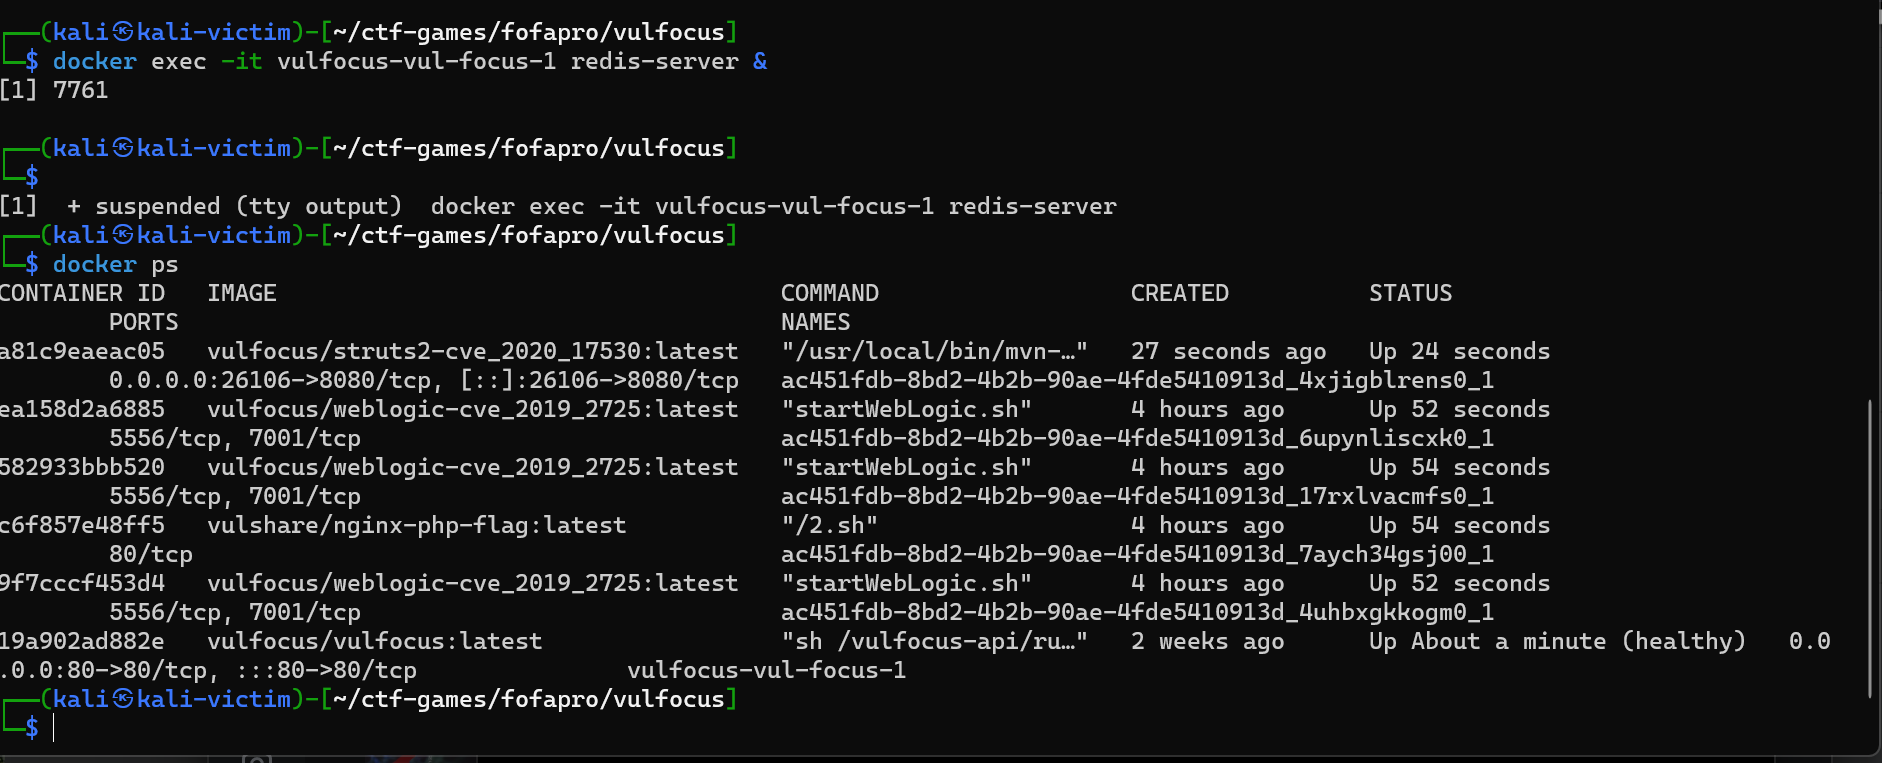 ┌──(kali㉿kali-victim)-[~/ctf-games/fofapro/vulfocus]
└─$ docker exec -it vulfocus-vul-focus-1 redis-server &
[1] 7761
┌──(kali㉿kali-victim)-[~/ctf-games/fofapro/vulfocus]
└─$
[1]  + suspended (tty output)  docker exec -it vulfocus-vul-focus-1 redis-server
┌──(kali㉿kali-victim)-[~/ctf-games/fofapro/vulfocus]
└─$ docker ps
CONTAINER ID   IMAGE                                    COMMAND                  CREATED          STATUS
        PORTS                                           NAMES
a81c9eaeac05   vulfocus/struts2-cve_2020_17530:latest   "/usr/local/bin/mvn-…"   27 seconds ago   Up 24 seconds
        0.0.0.0:26106->8080/tcp, [::]:26106->8080/tcp   ac451fdb-8bd2-4b2b-90ae-4fde5410913d_4xjigblrens0_1
ea158d2a6885   vulfocus/weblogic-cve_2019_2725:latest   "startWebLogic.sh"       4 hours ago      Up 52 seconds
        5556/tcp, 7001/tcp                              ac451fdb-8bd2-4b2b-90ae-4fde5410913d_6upynliscxk0_1
582933bbb520   vulfocus/weblogic-cve_2019_2725:latest   "startWebLogic.sh"       4 hours ago      Up 54 seconds
        5556/tcp, 7001/tcp                              ac451fdb-8bd2-4b2b-90ae-4fde5410913d_17rxlvacmfs0_1
c6f857e48ff5   vulshare/nginx-php-flag:latest           "/2.sh"                  4 hours ago      Up 54 seconds
        80/tcp                                          ac451fdb-8bd2-4b2b-90ae-4fde5410913d_7aych34gsj00_1
9f7cccf453d4   vulfocus/weblogic-cve_2019_2725:latest   "startWebLogic.sh"       4 hours ago      Up 52 seconds
        5556/tcp, 7001/tcp                              ac451fdb-8bd2-4b2b-90ae-4fde5410913d_4uhbxgkkogm0_1
19a902ad882e   vulfocus/vulfocus:latest                 "sh /vulfocus-api/ru…"   2 weeks ago      Up About a minute (healthy)   0.0
.0.0:80->80/tcp, :::80->80/tcp               vulfocus-vul-focus-1
┌──(kali㉿kali-victim)-[~/ctf-games/fofapro/vulfocus]
└─$